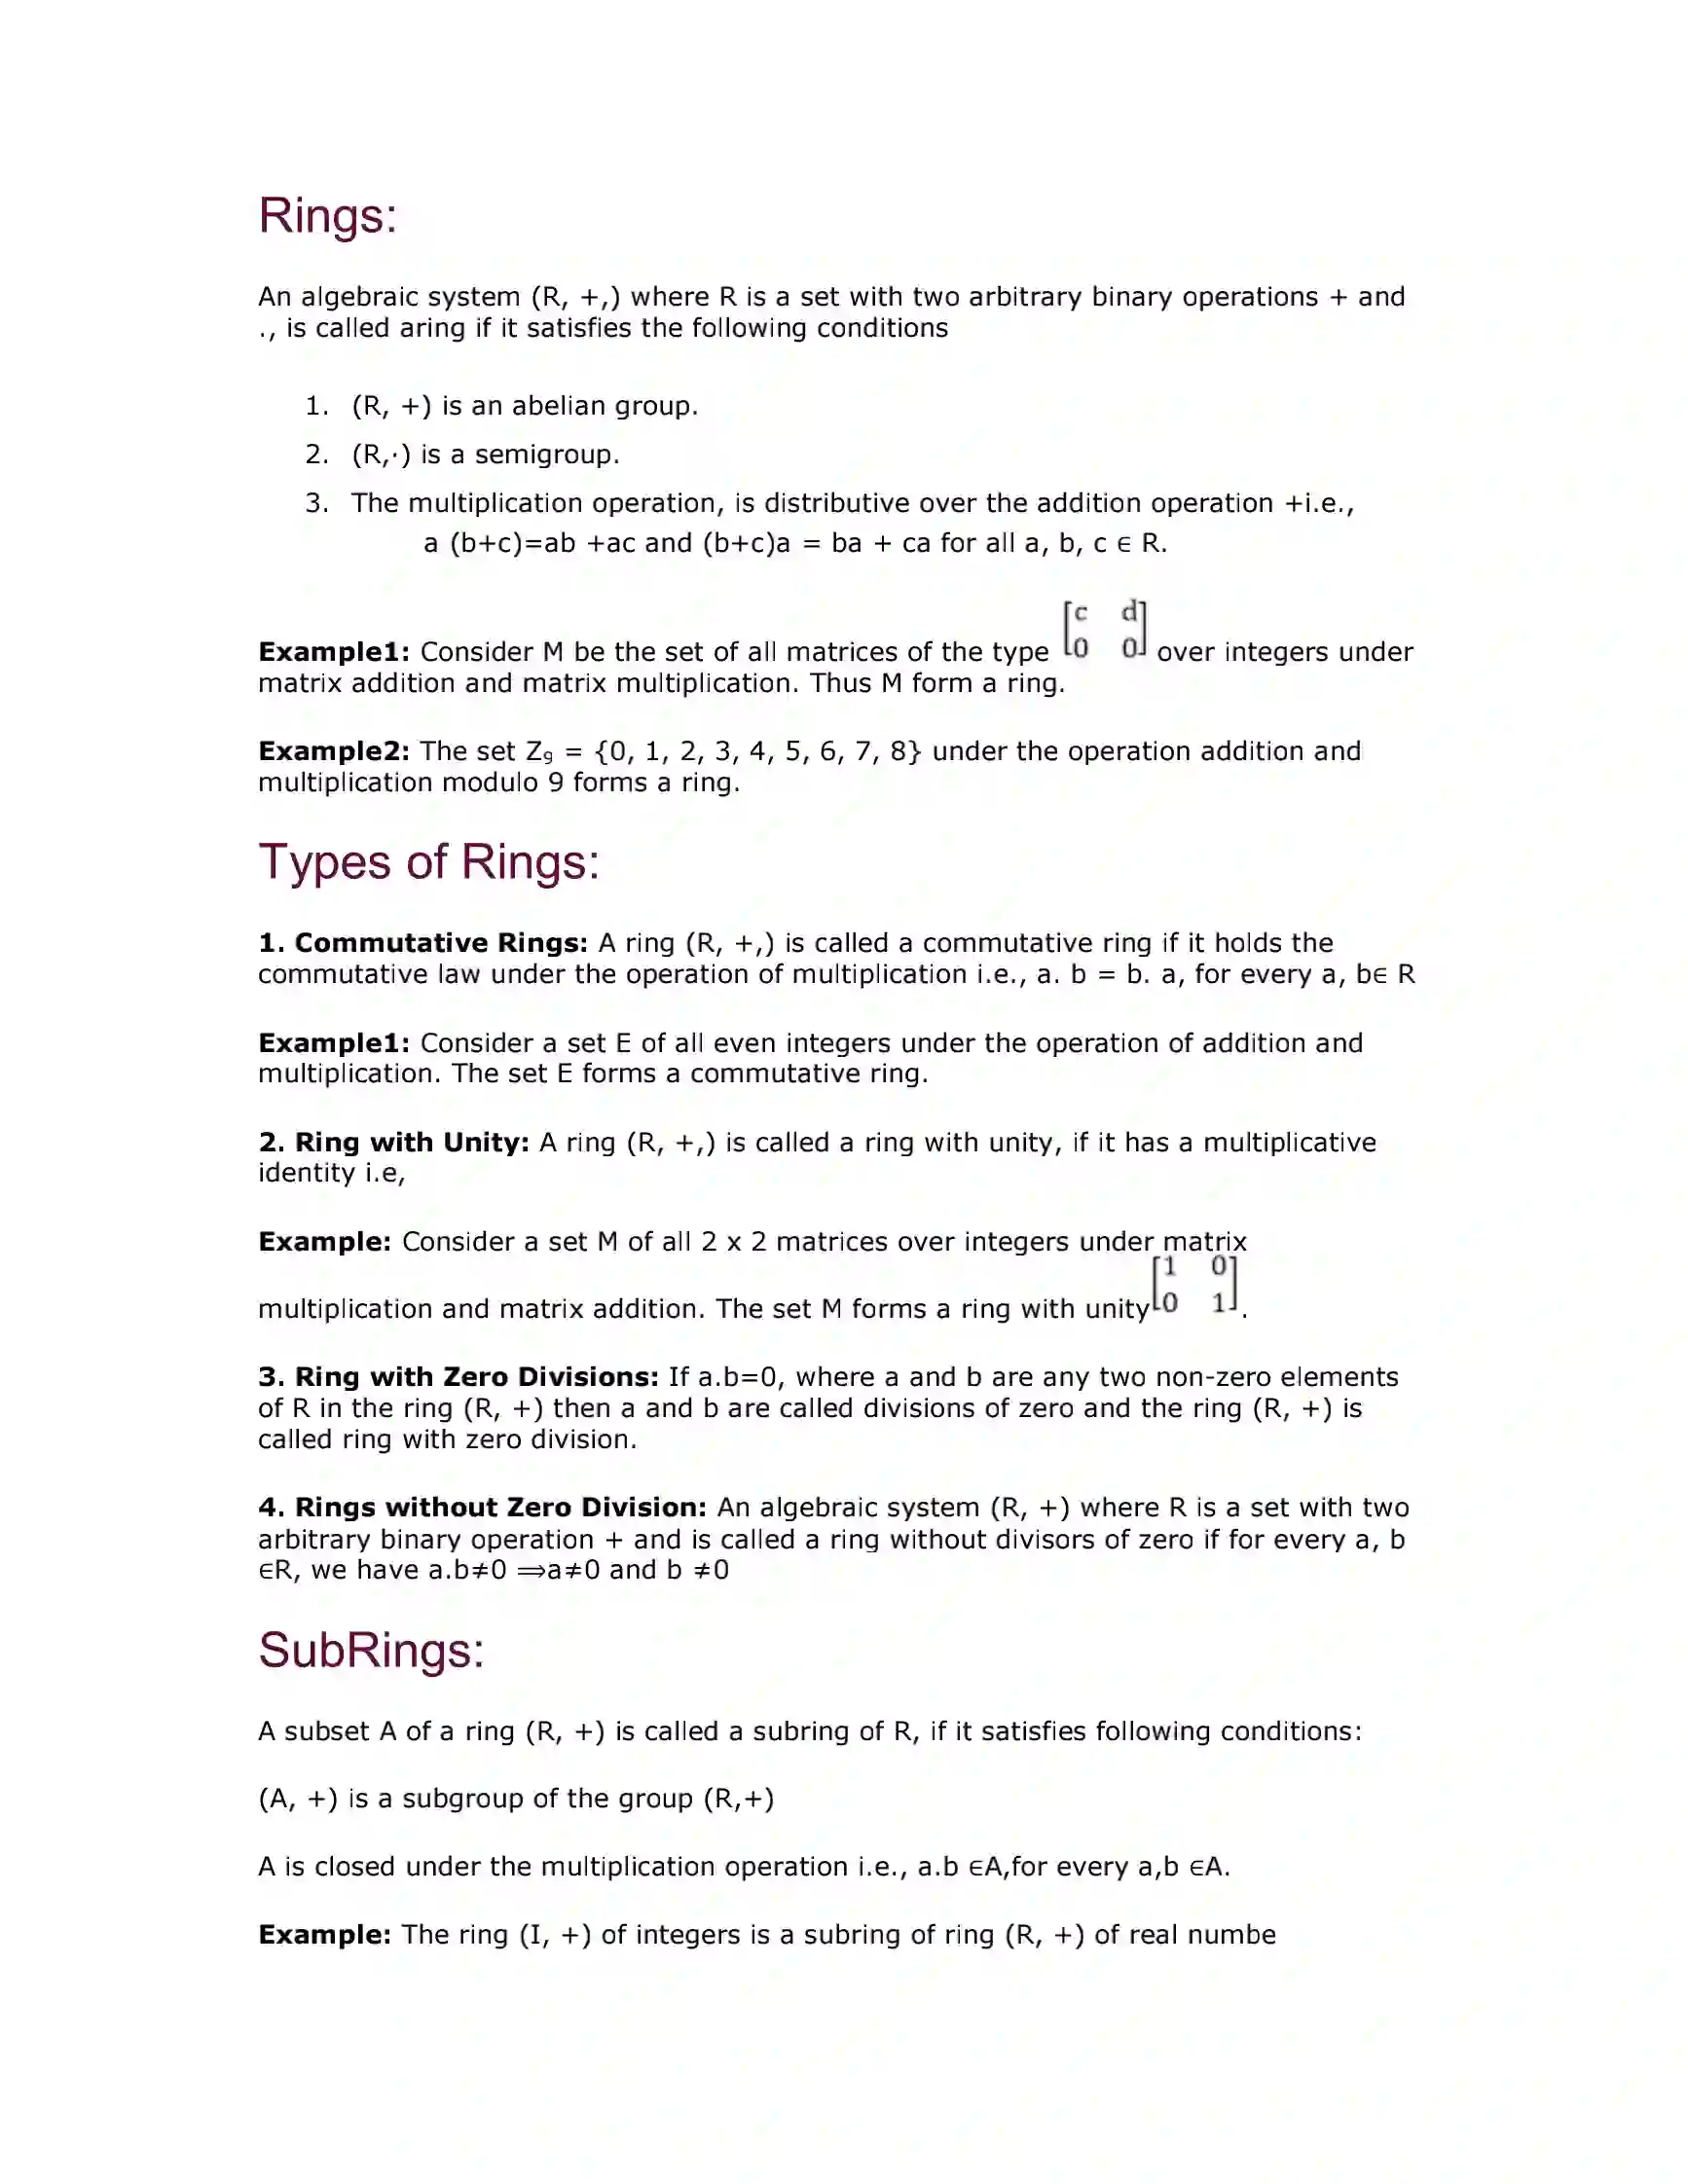 Rings:
An algebraic system (R, +,) where R is a set with two arbitrary binary operations + and
., is called aring if it satisfies the following conditions
1. (R, +) is an abelian group.
2. (R,·) is a semigroup.
3. The multiplication operation, is distributive over the addition operation +i.e.,
a (b+c)=ab +ac and (b+c)a = ba + ca for all a, b, c ∈ R.
Example1: Consider M be the set of all matrices of the type [c d 0 0] over integers under
matrix addition and matrix multiplication. Thus M form a ring.
Example2: The set Z₉ = {0, 1, 2, 3, 4, 5, 6, 7, 8} under the operation addition and
multiplication modulo 9 forms a ring.
Types of Rings:
1. Commutative Rings: A ring (R, +,) is called a commutative ring if it holds the
commutative law under the operation of multiplication i.e., a. b = b. a, for every a, b∈ R
Example1: Consider a set E of all even integers under the operation of addition and
multiplication. The set E forms a commutative ring.
2. Ring with Unity: A ring (R, +,) is called a ring with unity, if it has a multiplicative
identity i.e,
Example: Consider a set M of all 2 x 2 matrices over integers under matrix
multiplication and matrix addition. The set M forms a ring with unity[1 0 0 1].
3. Ring with Zero Divisions: If a.b=0, where a and b are any two non-zero elements
of R in the ring (R, +) then a and b are called divisions of zero and the ring (R, +) is
called ring with zero division.
4. Rings without Zero Division: An algebraic system (R, +) where R is a set with two
arbitrary binary operation + and is called a ring without divisors of zero if for every a, b
∈R, we have a.b≠0 ⟹a≠0 and b ≠0
SubRings:
A subset A of a ring (R, +) is called a subring of R, if it satisfies following conditions:
(A, +) is a subgroup of the group (R,+)
A is closed under the multiplication operation i.e., a.b ∈A,for every a,b ∈A.
Example: The ring (I, +) of integers is a subring of ring (R, +) of real numbe